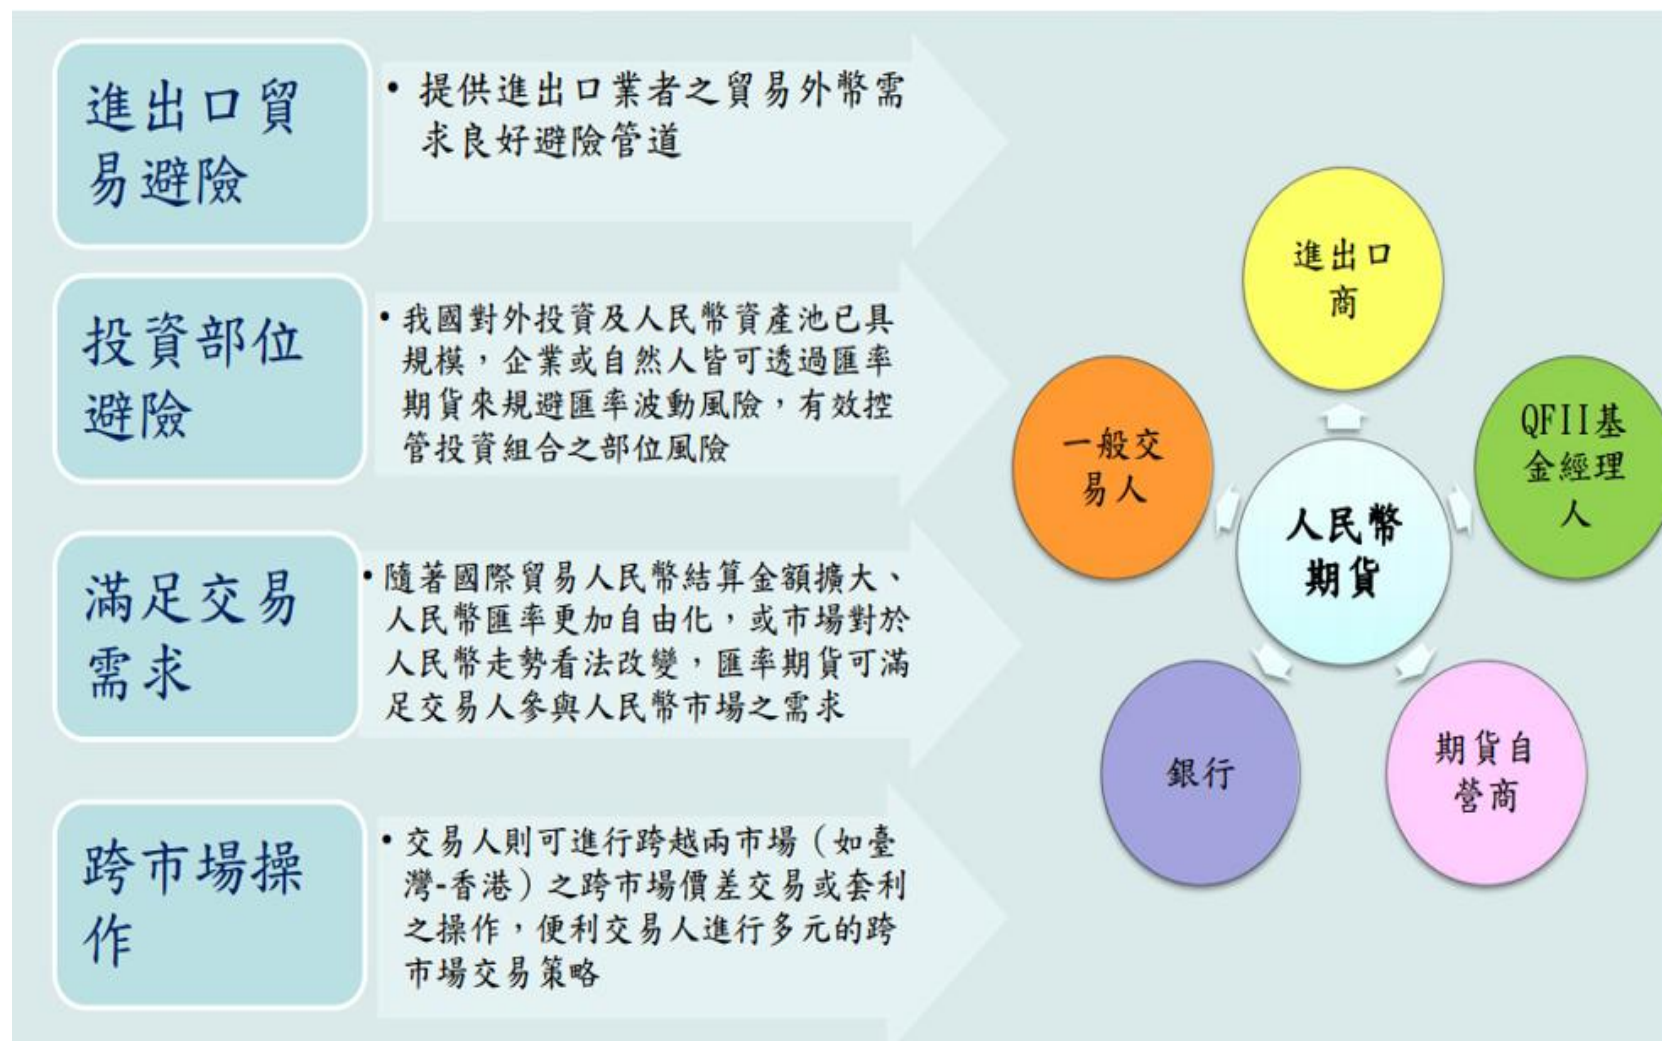 進出口貿
易避險
• 提供進出口業者之貿易外幣需
求良好避險管道
投資部位
避險
• 我國對外投資及人民幣資產池已具
規模，企業或自然人皆可透過匯率
期貨來規避匯率波動風險，有效控
管投資組合之部位風險
滿足交易
需求
• 隨著國際貿易人民幣結算金額擴大、
人民幣匯率更加自由化，或市場對於
人民幣走勢看法改變，匯率期貨可滿
足交易人參與人民幣市場之需求
跨市場操
作
• 交易人則可進行跨越兩市場（如臺
灣-香港）之跨市場價差交易或套利
之操作，便利交易人進行多元的跨
市場交易策略
進出口
商
一般交
易人
QFII基
金經理
人
人民幣
期貨
銀行
期貨自
營商